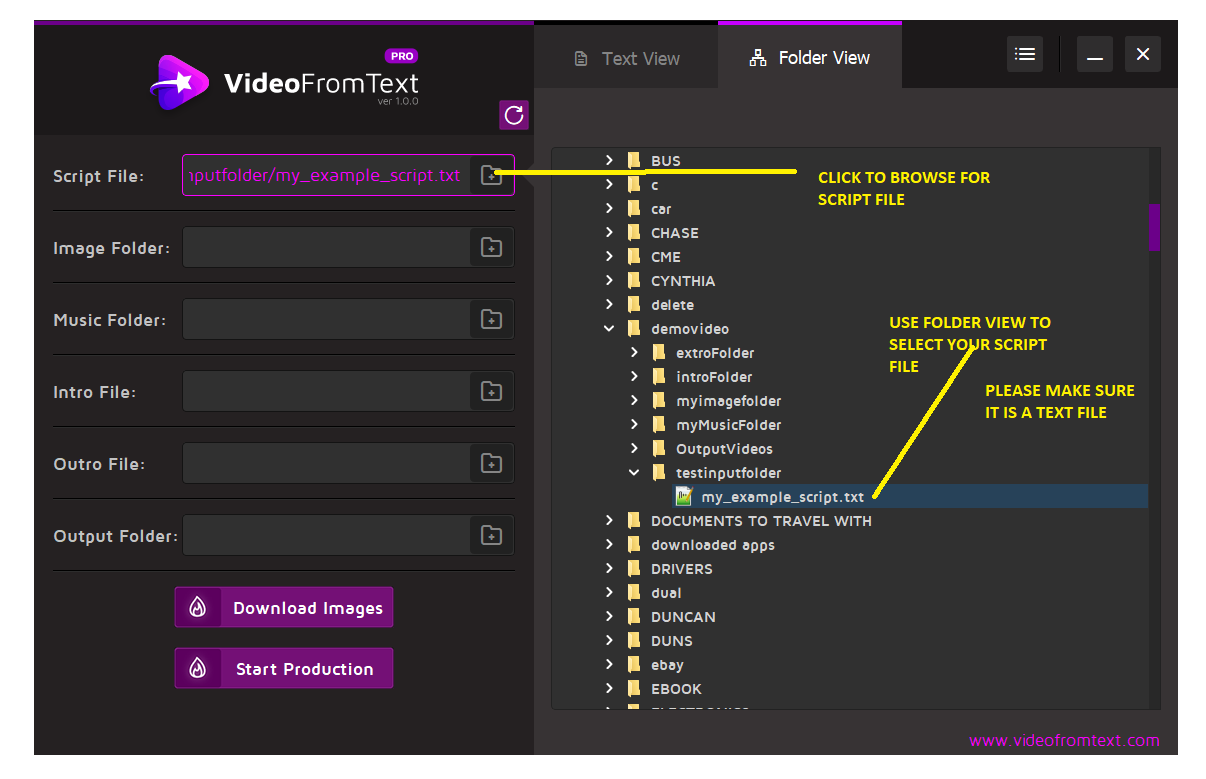 PRO
VideoFromText
ver 1.0.0
Text View
Folder View
Script File:
nputfolder/my_example_script.txt
Image Folder:
Music Folder:
Intro File:
Outro File:
Output Folder:
Download Images
Start Production
BUS
c
car
CHASE
CME
CYNTHIA
delete
demovideo
extroFolder
introFolder
myimagefolder
myMusicFolder
OutputVideos
testinputfolder
my_example_script.txt
DOCUMENTS TO TRAVEL WITH
downloaded apps
DRIVERS
dual
DUNCAN
DUNS
ebay
EBOOK
CLICK TO BROWSE FOR
SCRIPT FILE
USE FOLDER VIEW TO
SELECT YOUR SCRIPT
FILE
PLEASE MAKE SURE
IT IS A TEXT FILE
www.videofromtext.com